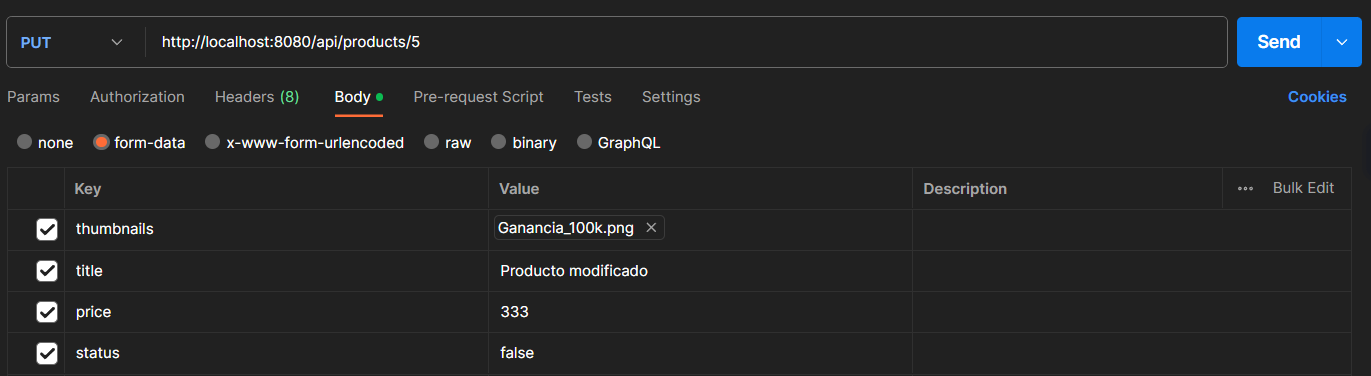 PUT http://localhost:8080/api/products/5 Send
Params Authorization Headers (8) Body Pre-request Script Tests Settings Cookies
none form-data x-www-form-urlencoded raw binary GraphQL
Key Value Description Bulk Edit
thumbnails Ganancia_100k.png
title Producto modificado
price 333
status false